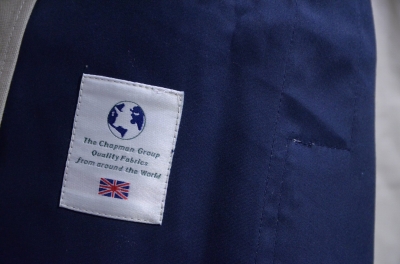 The Chapman Group
Quality Fabrics
from around the World